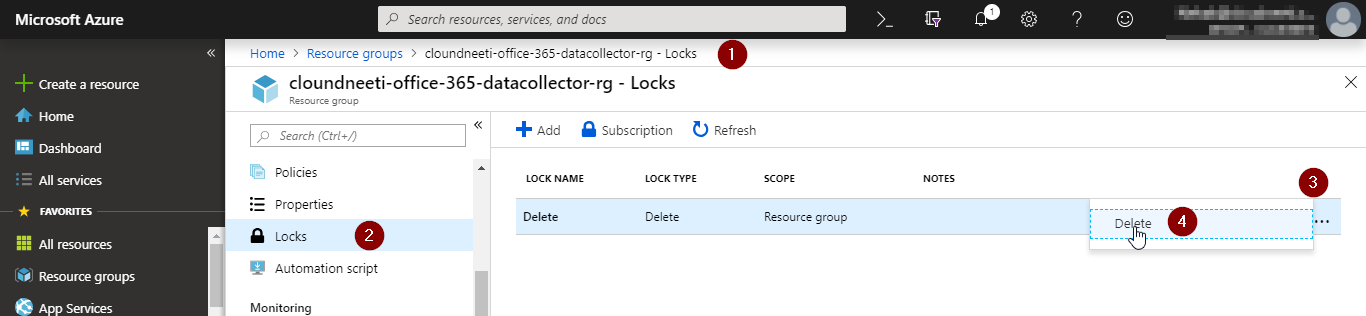 Microsoft Azure
Search resources, services, and docs
1
«
Home > Resource groups > cloundneeti-office-365-datacollector-rg - Locks
1
Create a resource
Home
Dashboard
All services
FAVORITES
All resources
Resource groups
App Services
cloundneeti-office-365-datacollector-rg - Locks
Resource group
Search (Ctrl+/)
«
Policies
Properties
Locks
2
Automation script
Monitoring
Add
Subscription
Refresh
LOCK NAME LOCK TYPE SCOPE NOTES
3
Delete Delete Resource group
Delete
4
...